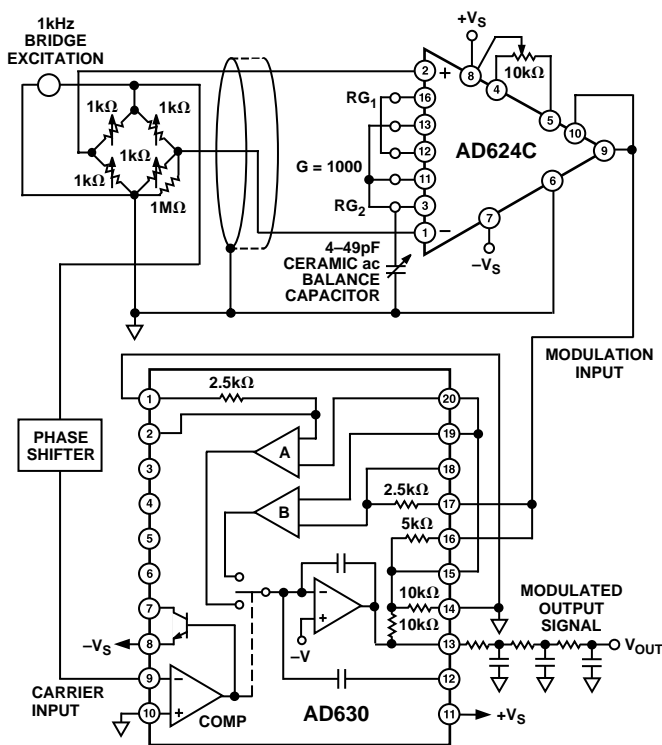 1kHz
BRIDGE
EXCITATION
1kΩ
1kΩ
1kΩ
1kΩ
1MΩ
+VS
8
10kΩ
4
5
10
9
6
7
–VS
2
+
16
13
12
11
3
1
–
RG1
G = 1000
RG2
AD624C
4–49pF
CERAMIC ac
BALANCE
CAPACITOR
MODULATION
INPUT
PHASE
SHIFTER
1
2
3
4
5
6
7
8
9
10
–VS
CARRIER
INPUT
2.5kΩ
A
B
2.5kΩ
5kΩ
10kΩ
10kΩ
–
+
–V
–
+
COMP
AD630
20
19
18
17
16
15
14
13
12
11
+VS
MODULATED
OUTPUT
SIGNAL
VOUT